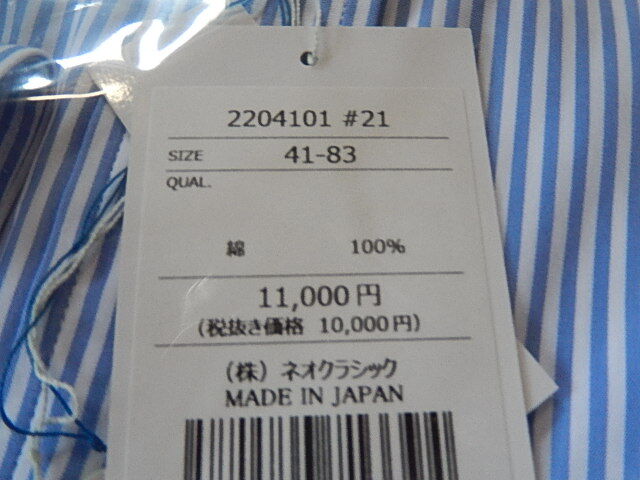 2204101 #21
SIZE 41-83
QUAL.
綿 100%
11,000円
(税抜き価格 10,000円)
(株) ネオクラシック
MADE IN JAPAN